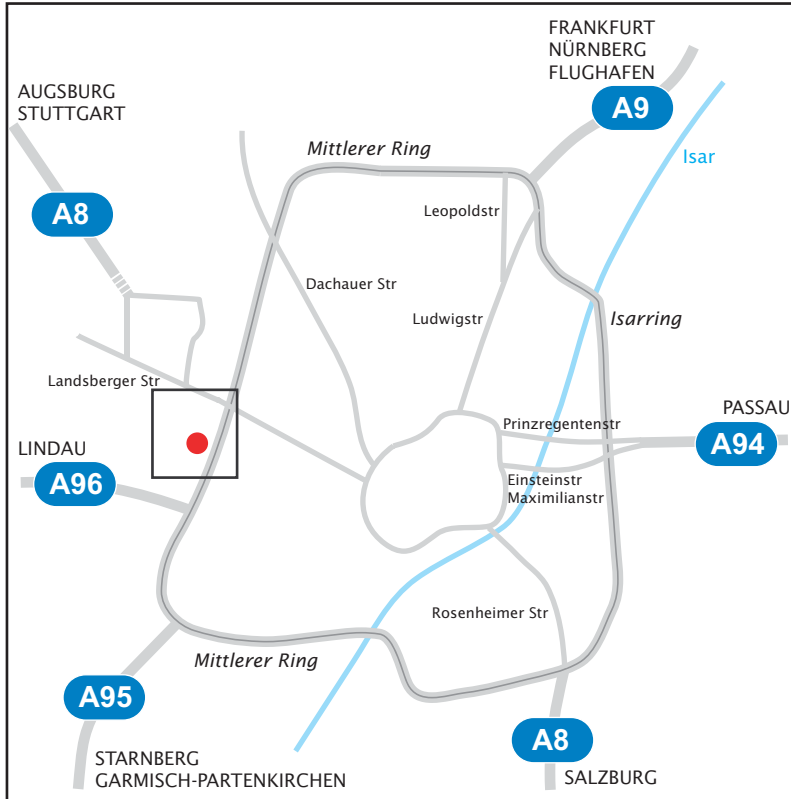 FRANKFURT
NÜRNBERG
FLUGHAFEN
A9
AUGSBURG
STUTTGART
Mittlerer Ring
Isar
A8
Leopoldstr
Dachauer Str
Ludwigstr
Isarring
Landsberger Str
PASSAU
Prinzregentenstr
A94
LINDAU
A96
Einsteinstr
Maximilianstr
Rosenheimer Str
Mittlerer Ring
A95
A8
STARNBERG
GARMISCH-PARTENKIRCHEN
SALZBURG